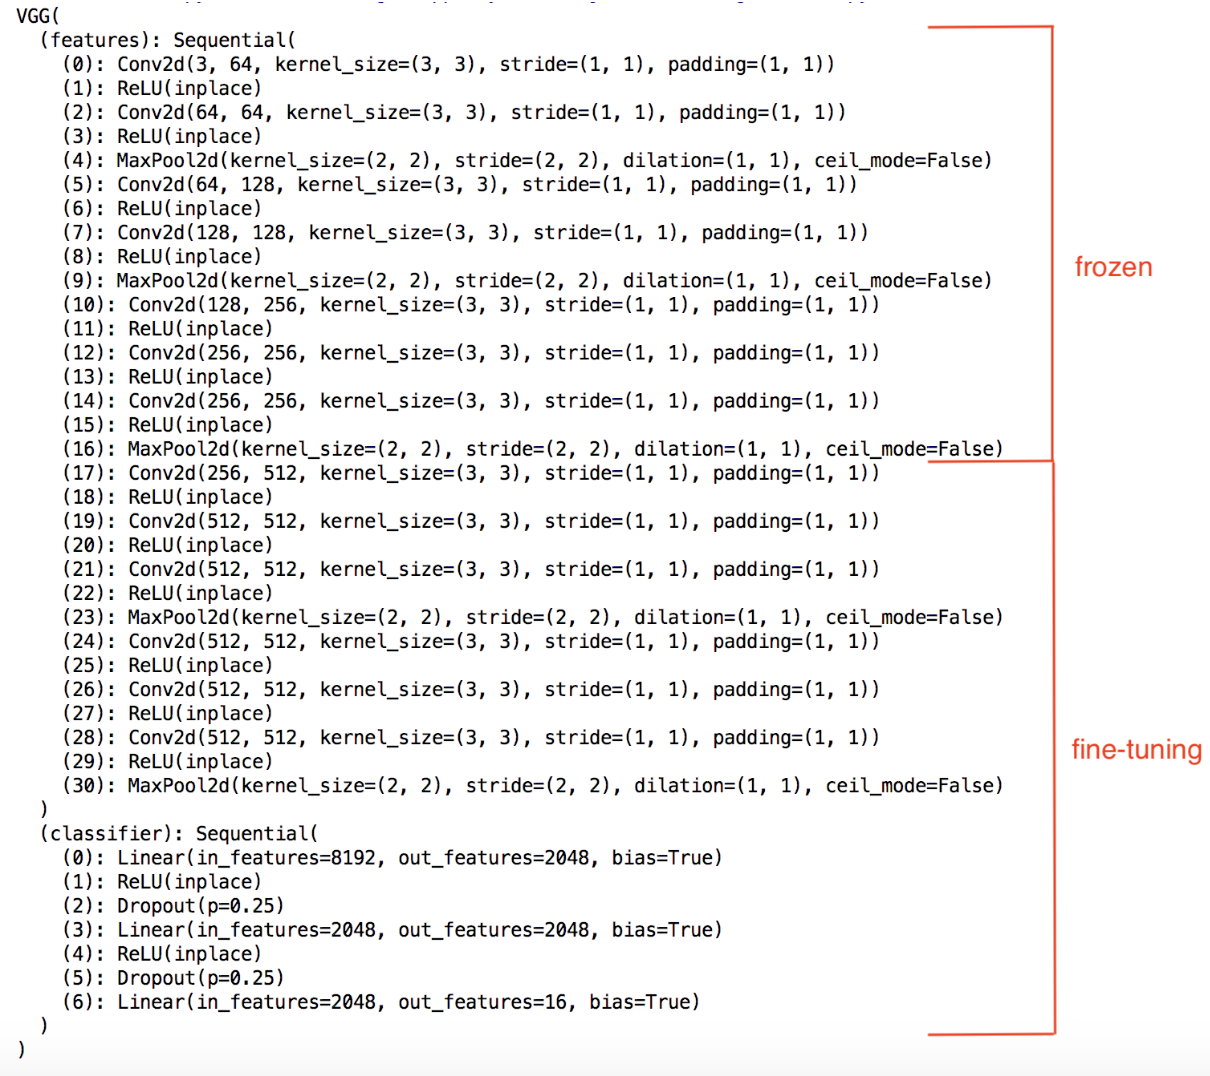 VGG(
(features): Sequential(
(0): Conv2d(3, 64, kernel_size=(3, 3), stride=(1, 1), padding=(1, 1))
(1): ReLU(inplace)
(2): Conv2d(64, 64, kernel_size=(3, 3), stride=(1, 1), padding=(1, 1))
(3): ReLU(inplace)
(4): MaxPool2d(kernel_size=(2, 2), stride=(2, 2), dilation=(1, 1), ceil_mode=False)
(5): Conv2d(64, 128, kernel_size=(3, 3), stride=(1, 1), padding=(1, 1))
(6): ReLU(inplace)
(7): Conv2d(128, 128, kernel_size=(3, 3), stride=(1, 1), padding=(1, 1))
(8): ReLU(inplace)
(9): MaxPool2d(kernel_size=(2, 2), stride=(2, 2), dilation=(1, 1), ceil_mode=False)
frozen
(10): Conv2d(128, 256, kernel_size=(3, 3), stride=(1, 1), padding=(1, 1))
(11): ReLU(inplace)
(12): Conv2d(256, 256, kernel_size=(3, 3), stride=(1, 1), padding=(1, 1))
(13): ReLU(inplace)
(14): Conv2d(256, 256, kernel_size=(3, 3), stride=(1, 1), padding=(1, 1))
(15): ReLU(inplace)
(16): MaxPool2d(kernel_size=(2, 2), stride=(2, 2), dilation=(1, 1), ceil_mode=False)
(17): Conv2d(256, 512, kernel_size=(3, 3), stride=(1, 1), padding=(1, 1))
(18): ReLU(inplace)
(19): Conv2d(512, 512, kernel_size=(3, 3), stride=(1, 1), padding=(1, 1))
(20): ReLU(inplace)
(21): Conv2d(512, 512, kernel_size=(3, 3), stride=(1, 1), padding=(1, 1))
(22): ReLU(inplace)
(23): MaxPool2d(kernel_size=(2, 2), stride=(2, 2), dilation=(1, 1), ceil_mode=False)
(24): Conv2d(512, 512, kernel_size=(3, 3), stride=(1, 1), padding=(1, 1))
(25): ReLU(inplace)
(26): Conv2d(512, 512, kernel_size=(3, 3), stride=(1, 1), padding=(1, 1))
(27): ReLU(inplace)
(28): Conv2d(512, 512, kernel_size=(3, 3), stride=(1, 1), padding=(1, 1))
fine-tuning
(29): ReLU(inplace)
(30): MaxPool2d(kernel_size=(2, 2), stride=(2, 2), dilation=(1, 1), ceil_mode=False)
)
(classifier): Sequential(
(0): Linear(in_features=8192, out_features=2048, bias=True)
(1): ReLU(inplace)
(2): Dropout(p=0.25)
(3): Linear(in_features=2048, out_features=2048, bias=True)
(4): ReLU(inplace)
(5): Dropout(p=0.25)
(6): Linear(in_features=2048, out_features=16, bias=True)
)
)